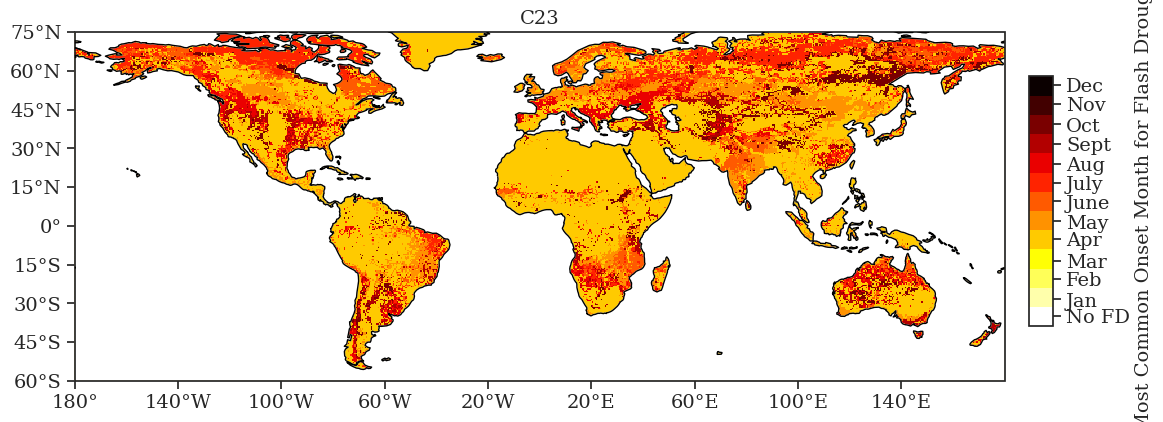 C23
75°N
60°N
45°N
30°N
15°N
0°
15°S
30°S
45°S
60°S
180°
140°W
100°W
60°W
20°W
20°E
60°E
100°E
140°E
Dec
Nov
Oct
Sept
Aug
July
June
May
Apr
Mar
Feb
Jan
No FD
Most Common Onset Month for Flash